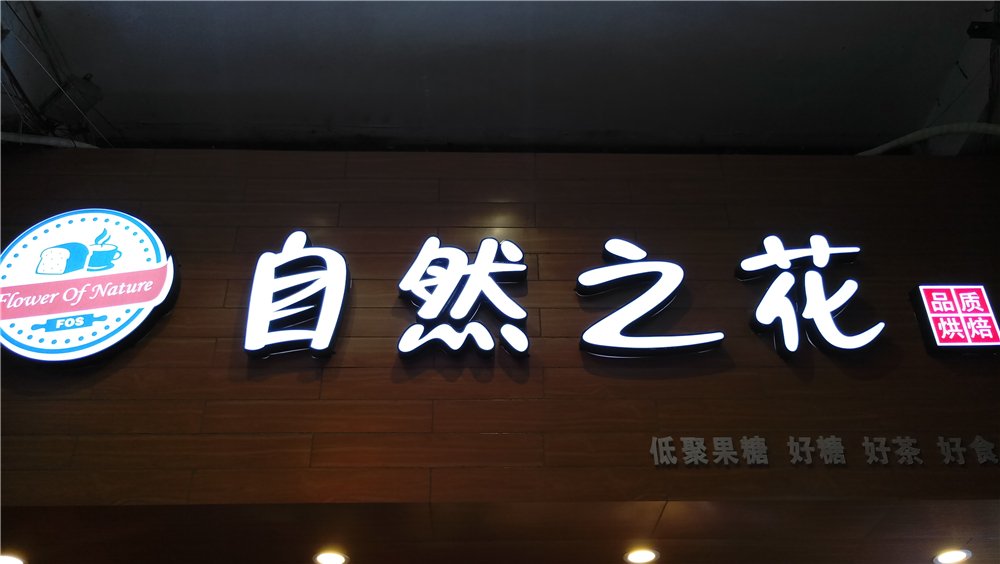 Flower Of Nature
FOS
自然之花
品质
烘焙
低聚果糖 好糖 好茶 好食